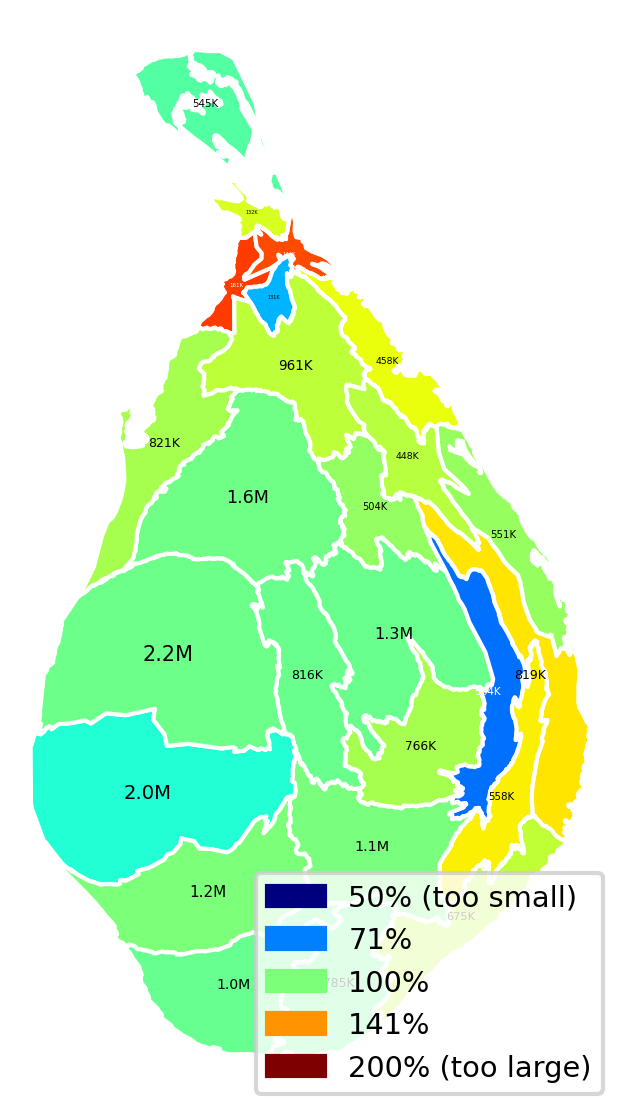 545K
132K
161K
131K
458K
961K
821K
448K
1.6M
504K
551K
1.3M
2.2M
816K
819K
766K
2.0M
558K
1.1M
1.2M
675K
1.0M
785K
50% (too small)
71%
100%
141%
200% (too large)